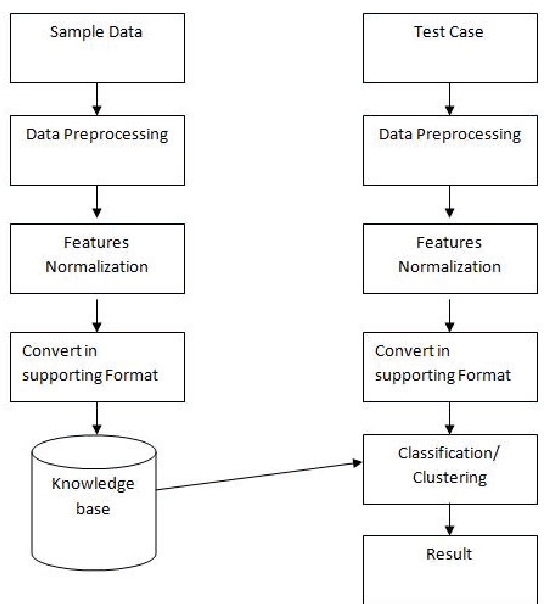 Sample Data
Data Preprocessing
Features
Normalization
Convert in
supporting Format
Knowledge
base
Test Case
Data Preprocessing
Features
Normalization
Convert in
supporting Format
Classification/
Clustering
Result